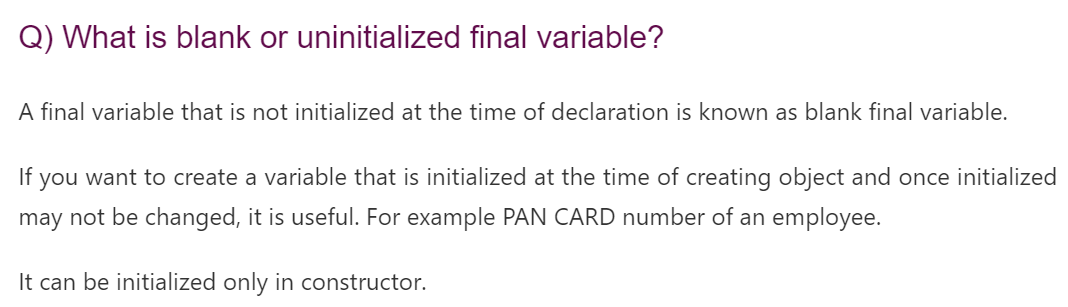 Q) What is blank or uninitialized final variable?
A final variable that is not initialized at the time of declaration is known as blank final variable.
If you want to create a variable that is initialized at the time of creating object and once initialized
may not be changed, it is useful. For example PAN CARD number of an employee.
It can be initialized only in constructor.